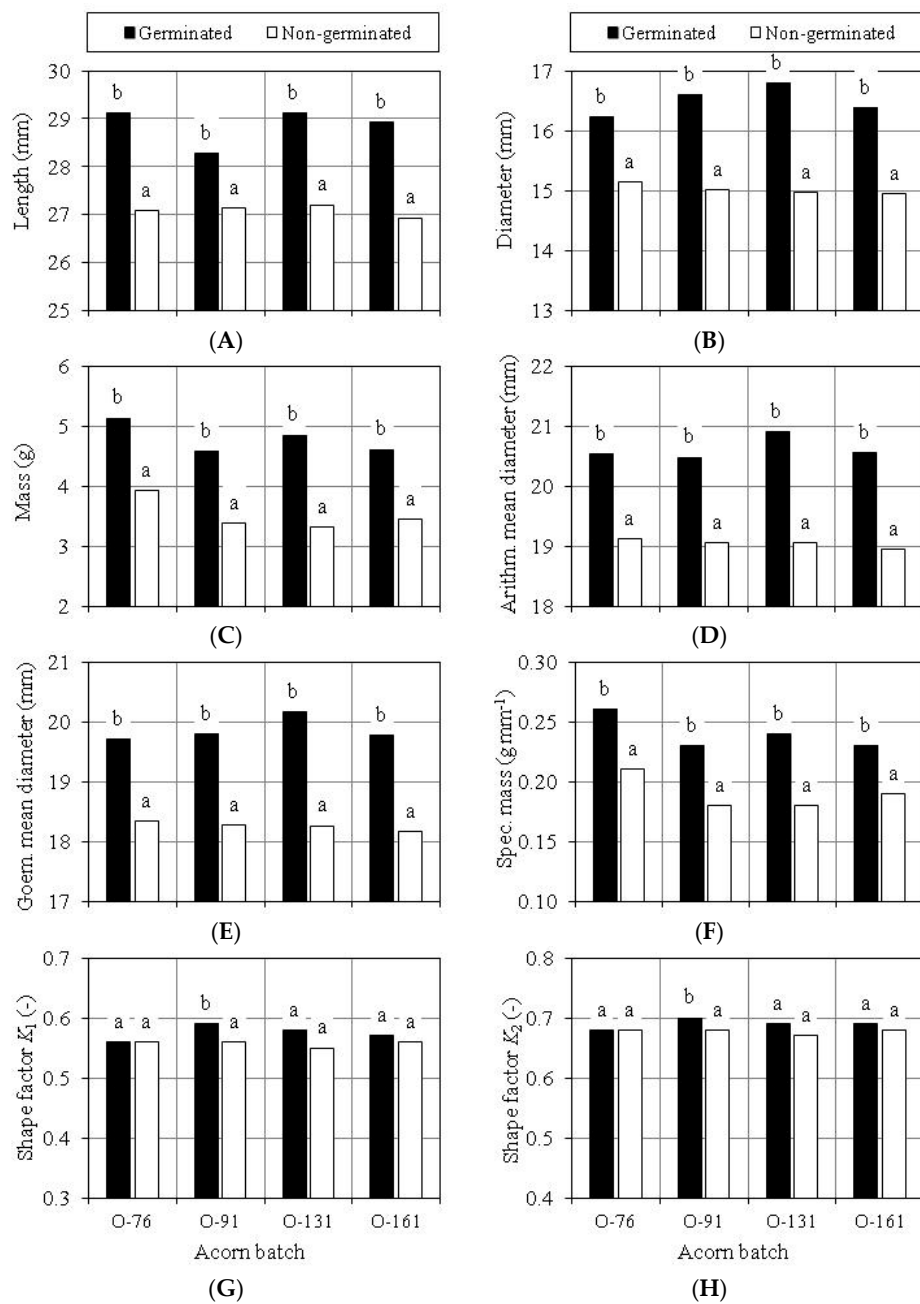 Germinated Non-germinated
Germinated Non-germinated
Length (mm)
30
29
28
27
26
25
b a b a b a b a
(A)
Diameter (mm)
17
16
15
14
13
b a b a b a b a
(B)
Mass (g)
6
5
4
3
2
b a b a b a b a
(C)
Arithm. mean diameter (mm)
22
21
20
19
18
b a b a b a b a
(D)
Goem. mean diameter (mm)
21
20
19
18
17
b a b a b a b a
(E)
Spec. mass (g mm-1)
0.30
0.25
0.20
0.15
0.10
b a b a b a b a
(F)
Shape factor K1 (-)
0.7
0.6
0.5
0.4
0.3
a a b a a a a a
O-76 O-91 O-131 O-161
Acorn batch
(G)
Shape factor K2 (-)
0.8
0.7
0.6
0.5
0.4
a a b a a a a a
O-76 O-91 O-131 O-161
Acorn batch
(H)